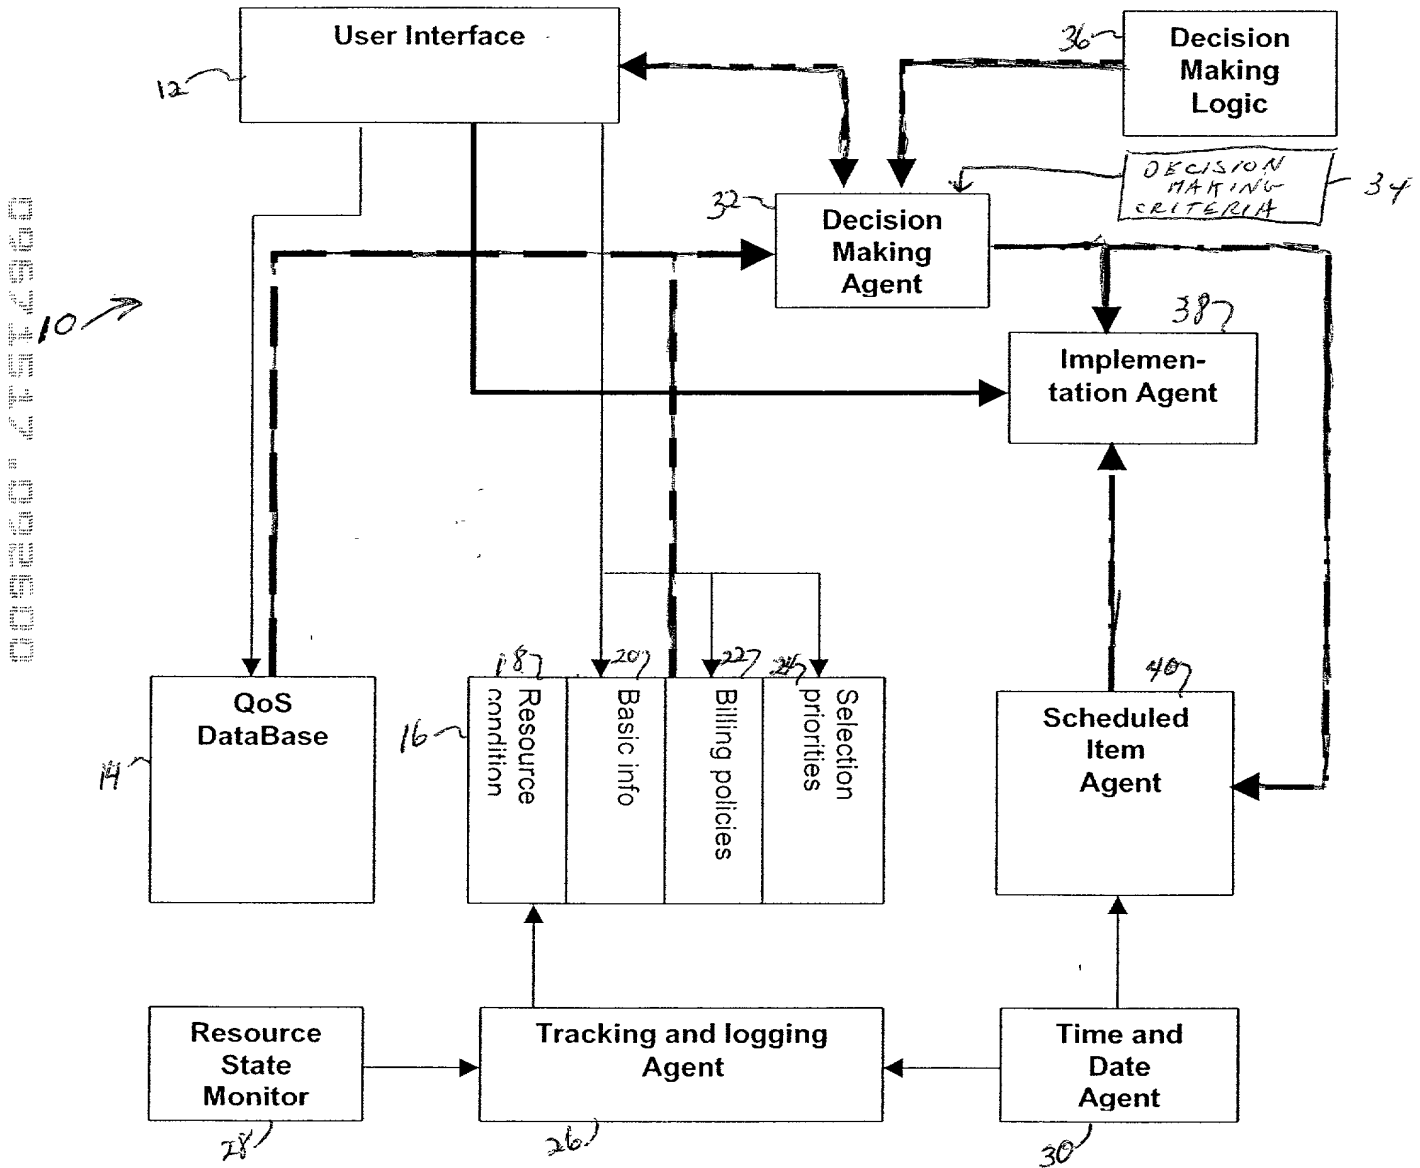 User Interface
12
36
Decision
Making
Logic
DECISION
MAKING
CRITERIA
34
32
Decision
Making
Agent
10
38
Implemen-
tation Agent
18
20
22
24
40
16
Resource
condition
Basic info
Billing policies
Selection
priorities
14
QoS
DataBase
Scheduled
Item
Agent
Resource
State
Monitor
28
Tracking and logging
Agent
26
Time and
Date
Agent
30